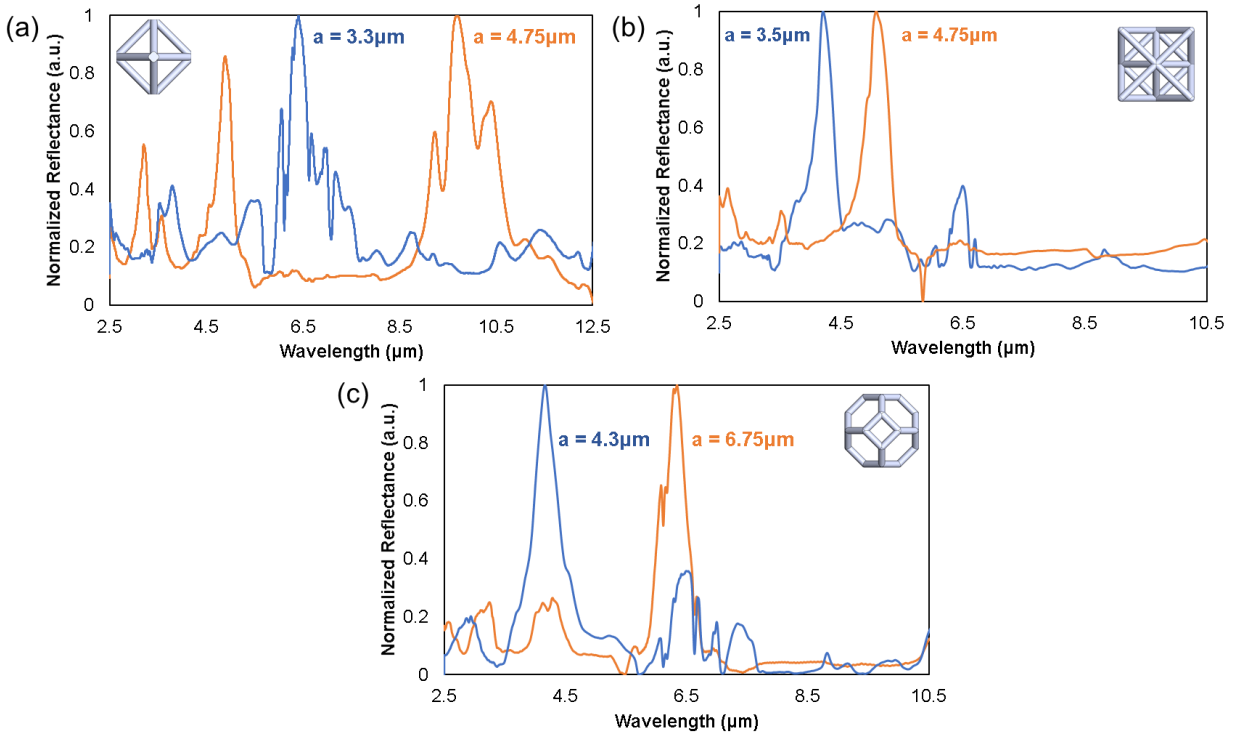 (a)
Normalized Reflectance (a.u.)
1
0.8
0.6
0.4
0.2
0
a = 3.3µm
a = 4.75µm
2.5 4.5 6.5 8.5 10.5 12.5
Wavelength (µm)
(b)
Normalized Reflectance (a.u.)
1
0.8
0.6
0.4
0.2
0
a = 3.5µm
a = 4.75µm
2.5 4.5 6.5 8.5 10.5
Wavelength (µm)
(c)
Normalized Reflectance (a.u.)
1
0.8
0.6
0.4
0.2
0
a = 4.3µm
a = 6.75µm
2.5 4.5 6.5 8.5 10.5
Wavelength (µm)